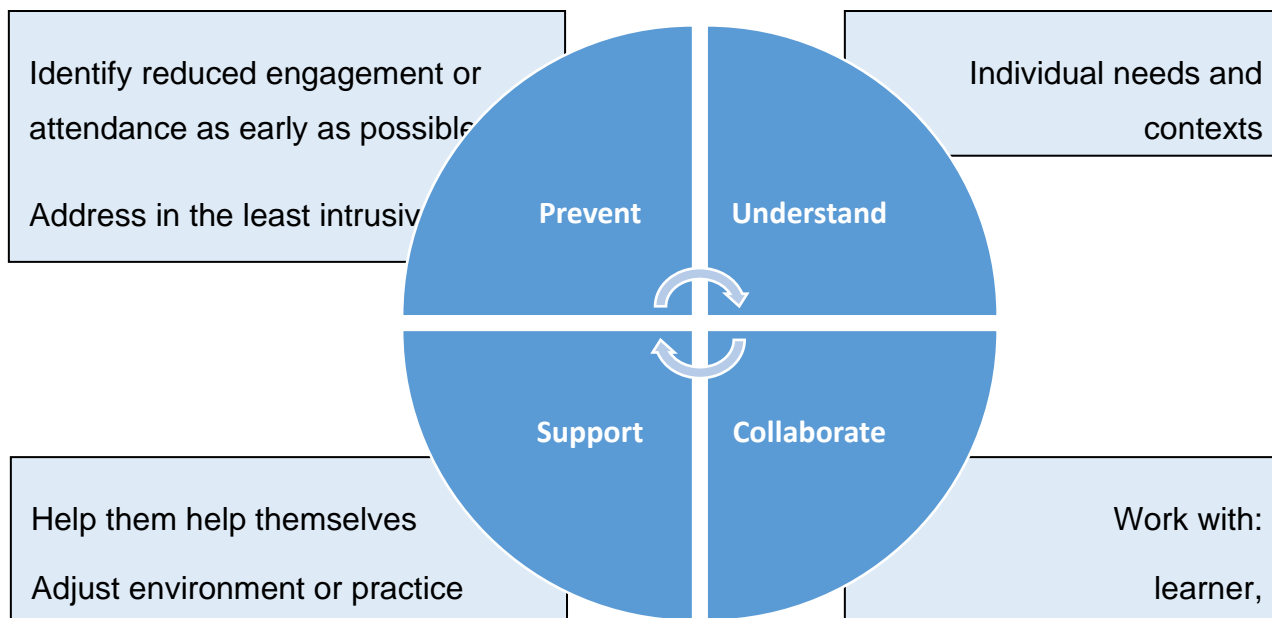 Identify reduced engagement or
attendance as early as possible
Address in the least intrusiv
Individual needs and
contexts
Prevent
Understand
Support
Collaborate
Help them help themselves
Adjust environment or practice
Work with:
learner,